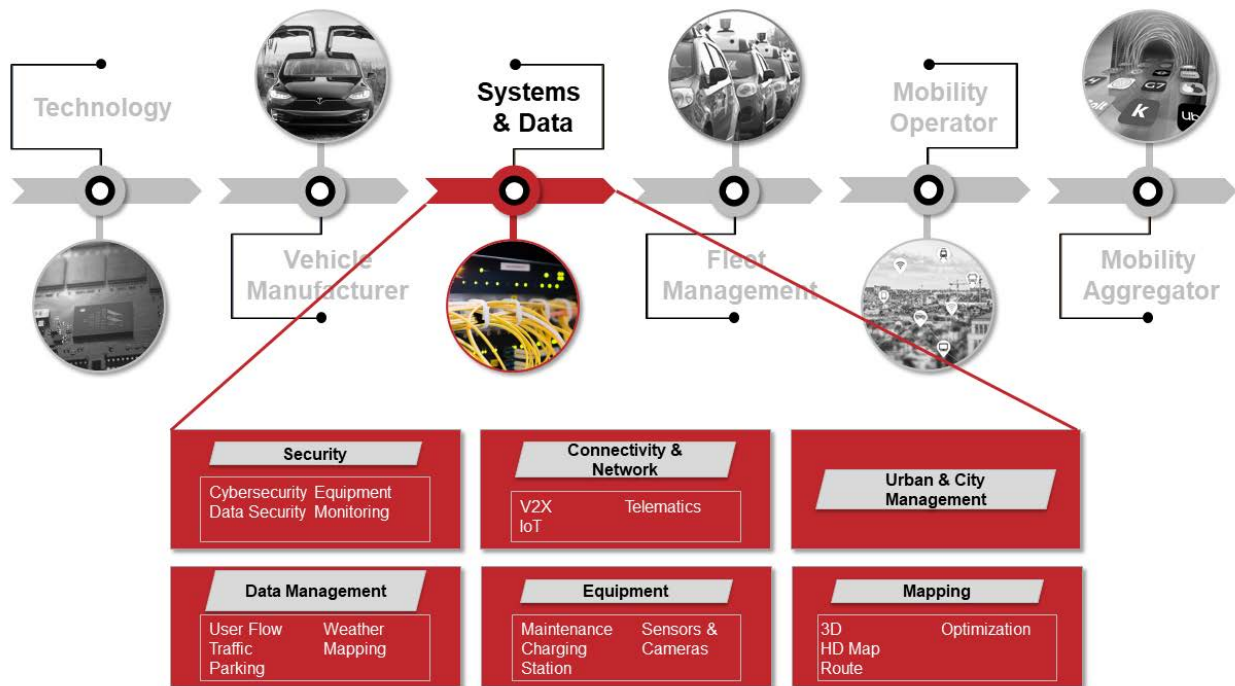 Technology
Vehicle
Manufacturer
Systems
& Data
Fleet
Management
Mobility
Operator
Mobility
Aggregator
G7
K
Security
Cybersecurity Equipment
Data Security Monitoring
Connectivity &
Network
V2X Telematics
IoT
Urban & City
Management
Data Management
User Flow Weather
Traffic Mapping
Parking
Equipment
Maintenance Sensors &
Charging Cameras
Station
Mapping
3D Optimization
HD Map
Route